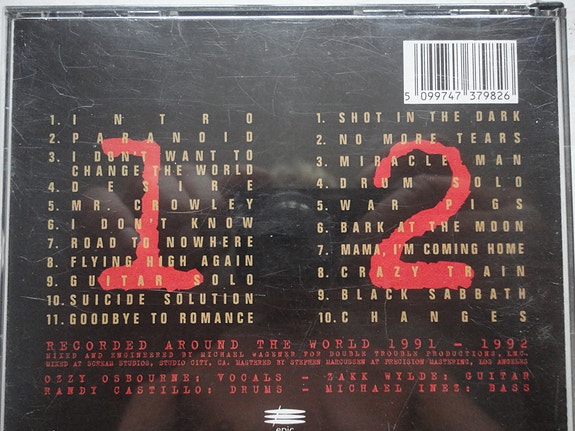 5 099747 379826
1. INTRO
2. PARANOID
3. I DON'T WANT TO
CHANGE THE WORLD
4. DESIRE
5. MR. CROWLEY
6. I DON'T KNOW
7. ROAD TO NOWHERE
8. FLYING HIGH AGAIN
9. GUITAR SOLO
10. SUICIDE SOLUTION
11. GOODBYE TO ROMANCE
1
1. SHOT IN THE DARK
2. NO MORE TEARS
3. MIRACLE MAN
4. DRUM SOLO
5. WAR PIGS
6. BARK AT THE MOON
7. MAMA, I'M COMING HOME
8. CRAZY TRAIN
9. BLACK SABBATH
10. CHANGES
2
RECORDED AROUND THE WORLD 1991 - 1992
MIXED AND ENGINEERED BY MICHAEL WAGENER FOR DOUBLE TROUBLE PRODUCTIONS, INC.
MIXED AT SCREAM STUDIOS, STUDIO CITY, CA. MASTERED BY STEPHEN MARCUSSEN AT PRECISION MASTERING, LOS ANGELES
OZZY OSBOURNE: VOCALS - ZAKK WYLDE: GUITAR
RANDY CASTILLO: DRUMS - MICHAEL INEZ: BASS
epic